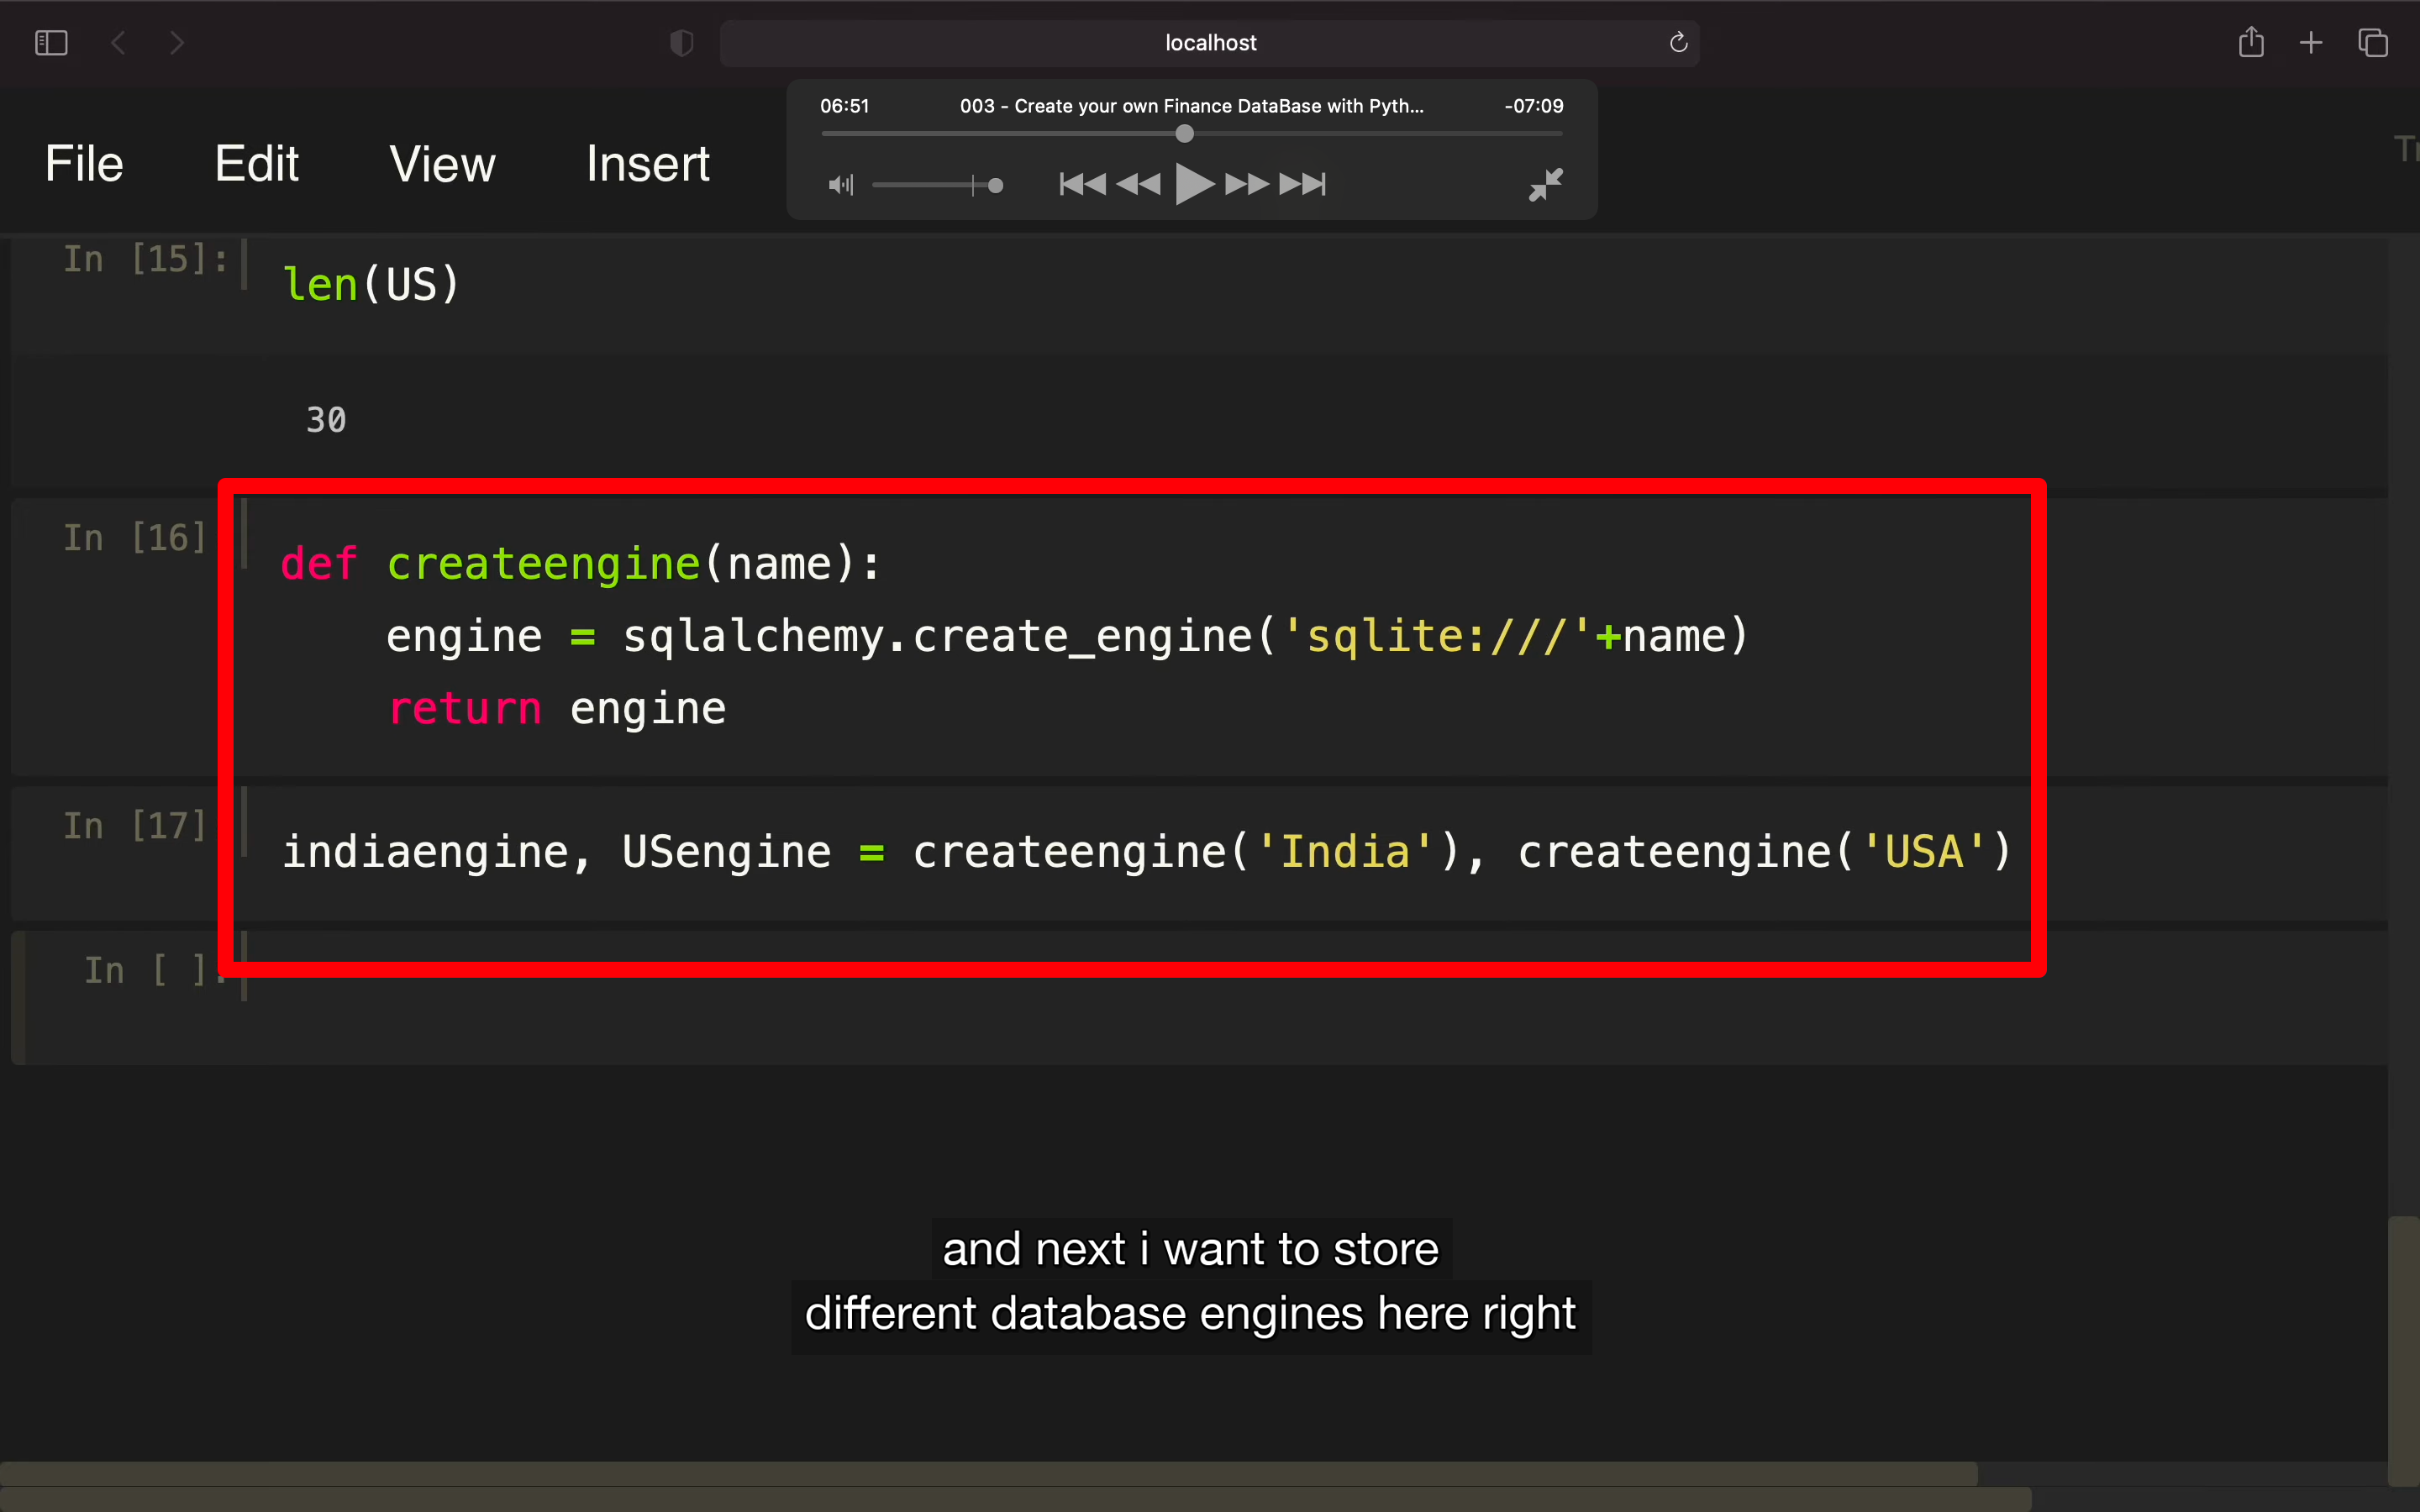 localhost
06:51 003 - Create your own Finance DataBase with Pyth... -07:09
File Edit View Insert
In [15]: len(US)
30
In [16] def createengine(name):
engine = sqlalchemy.create_engine('sqlite:///'+name)
return engine
In [17] indiaengine, USengine = createengine('India'), createengine('USA')
In [ ]:
and next i want to store
different database engines here right